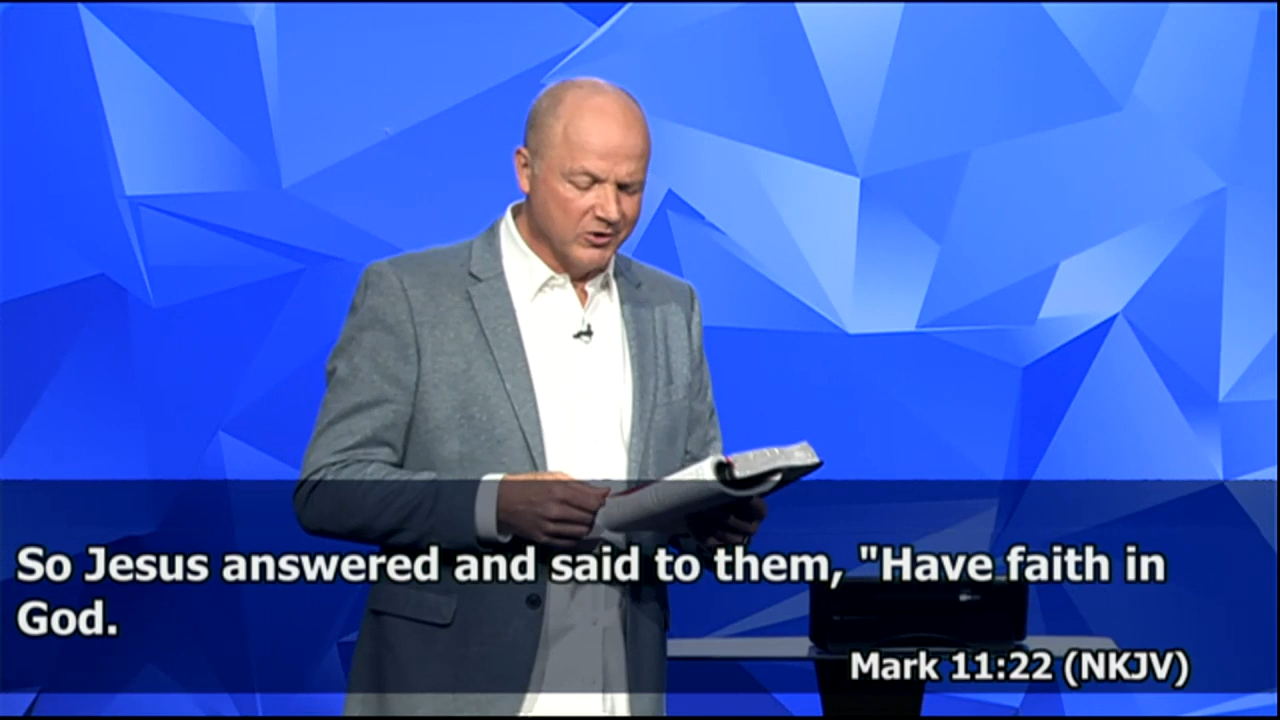 So Jesus answered and said to them, "Have faith in
God.
Mark 11:22 (NKJV)